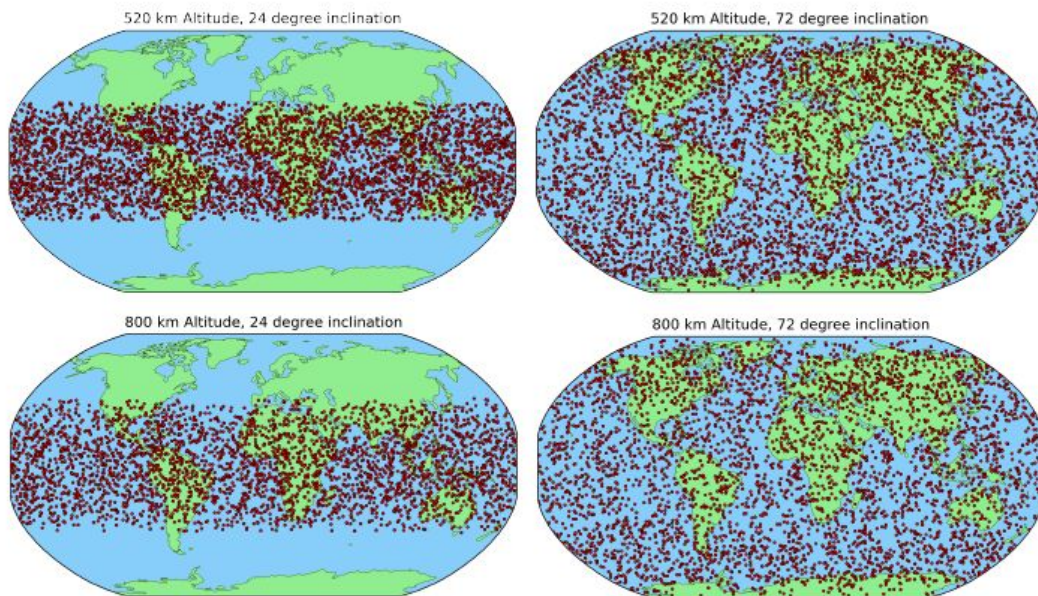 520 km Altitude, 24 degree inclination
520 km Altitude, 72 degree inclination
800 km Altitude, 24 degree inclination
800 km Altitude, 72 degree inclination